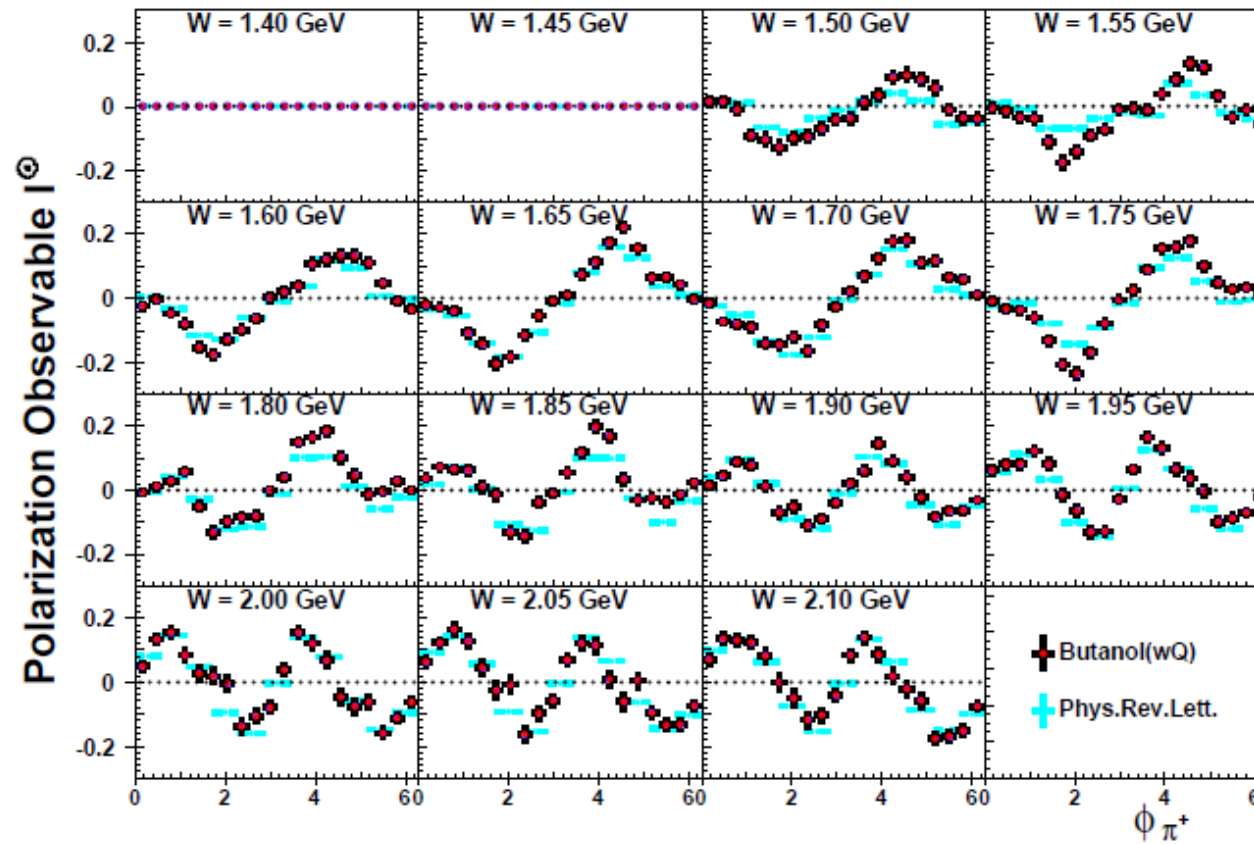 W = 1.40 GeV W = 1.45 GeV W = 1.50 GeV W = 1.55 GeV
0.2
0
-0.2
W = 1.60 GeV W = 1.65 GeV W = 1.70 GeV W = 1.75 GeV
0.2
0
-0.2
W = 1.80 GeV W = 1.85 GeV W = 1.90 GeV W = 1.95 GeV
0.2
0
-0.2
W = 2.00 GeV W = 2.05 GeV W = 2.10 GeV
0.2
0
-0.2
Butanol(wQ)
Phys.Rev.Lett.
0 2 4 60 2 4 60 2 4 60 2 4 6
ϕπ+
Polarization Observable I⊙